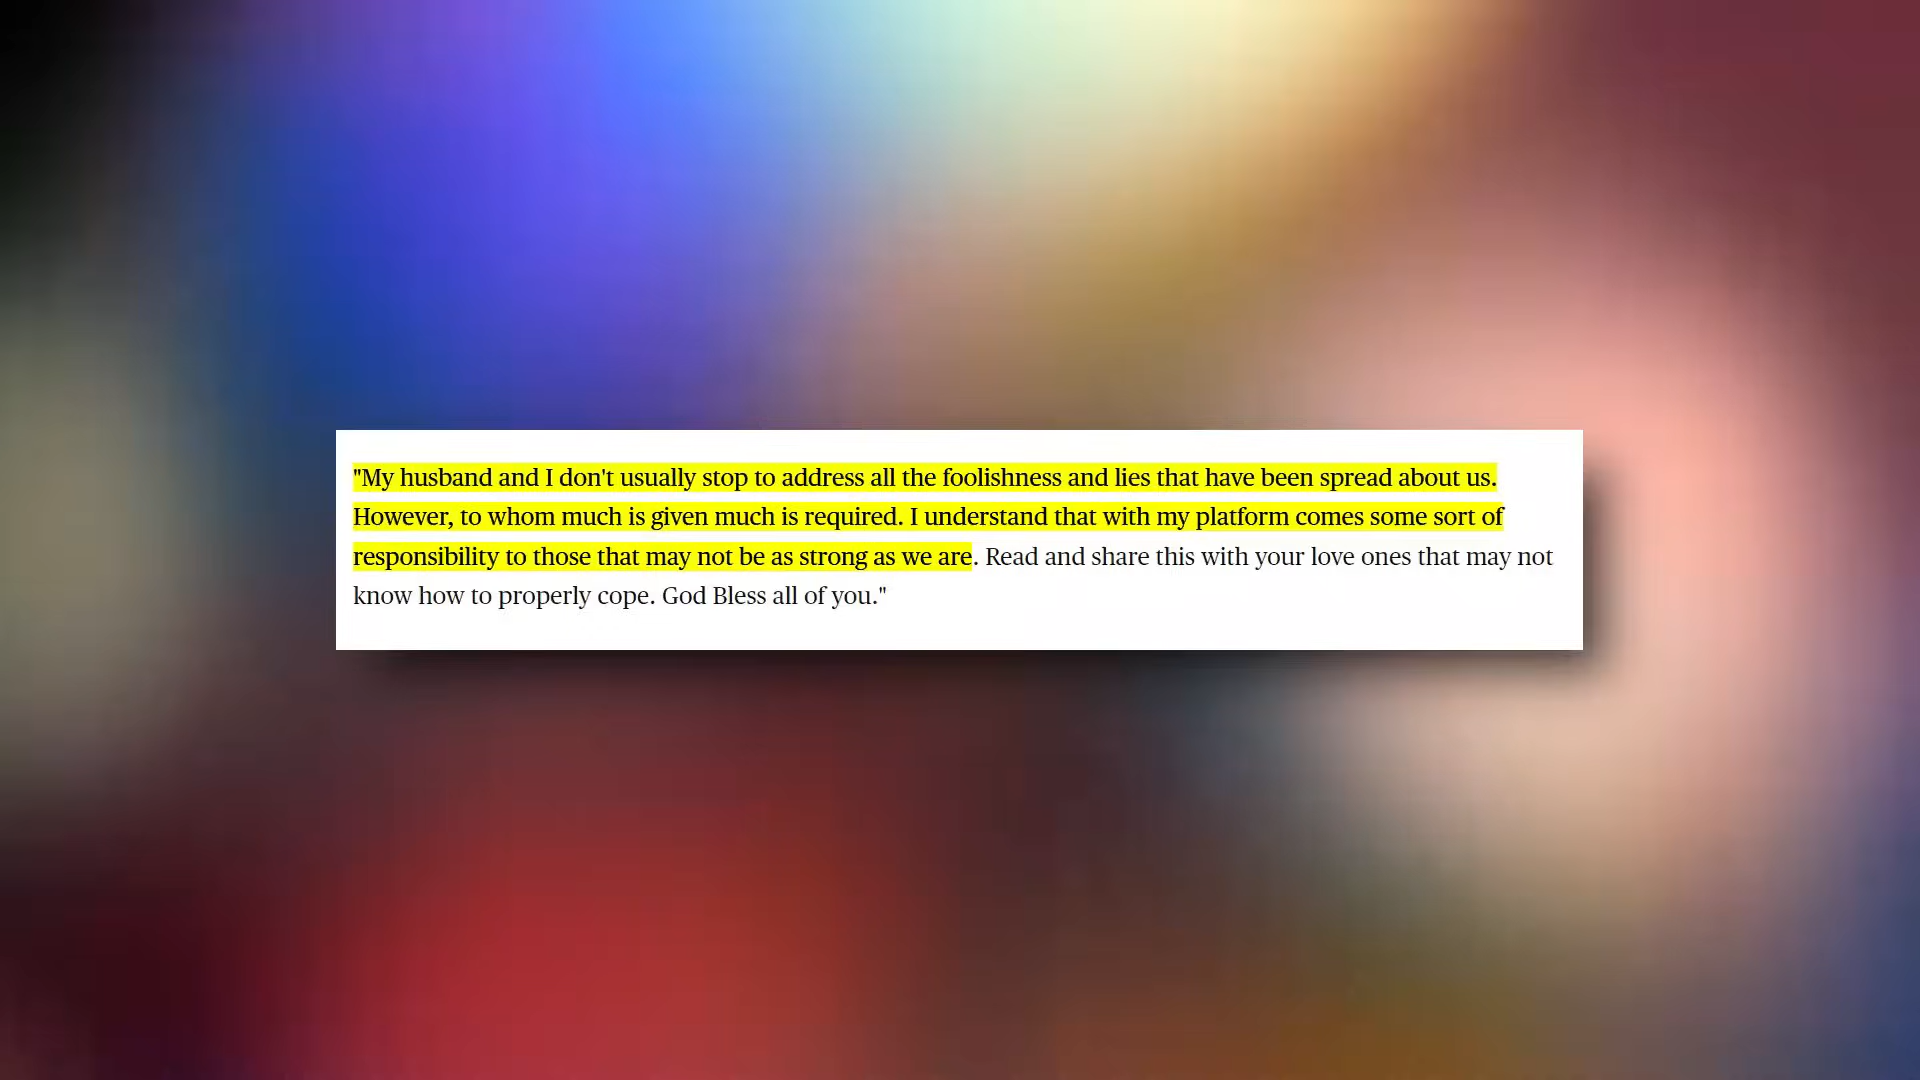 "My husband and I don't usually stop to address all the foolishness and lies that have been spread about us.
However, to whom much is given much is required. I understand that with my platform comes some sort of
responsibility to those that may not be as strong as we are. Read and share this with your love ones that may not
know how to properly cope. God Bless all of you."